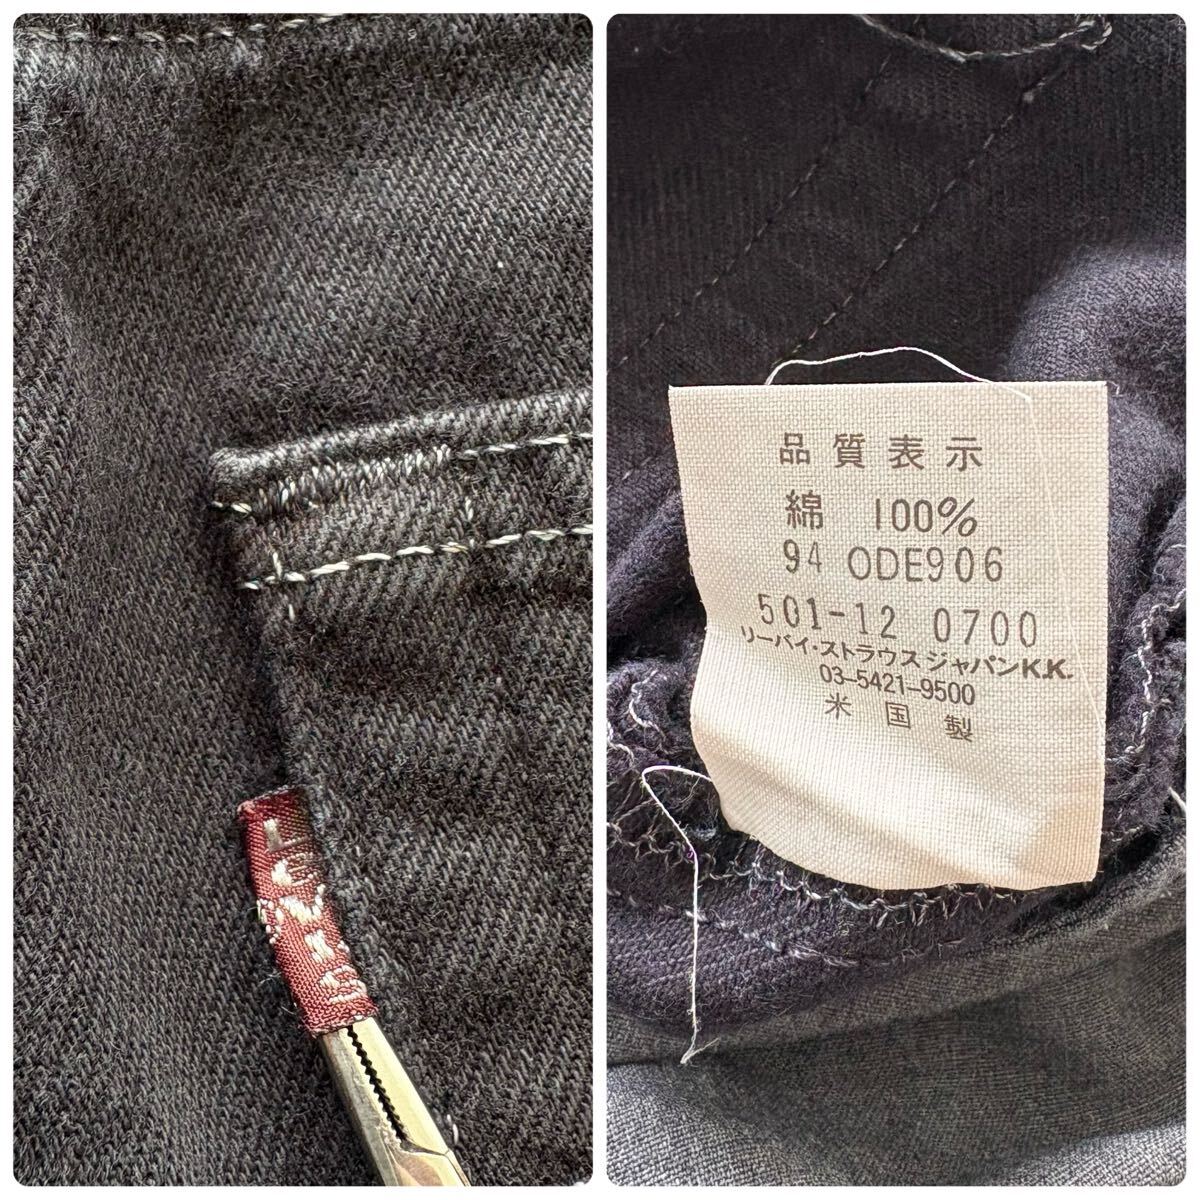 LEVI'S
品質表示
綿 100%
94 ODE906
501-12 0700
リーバイ・ストラウス ジャパンK.K.
03-5421-9500
米国製